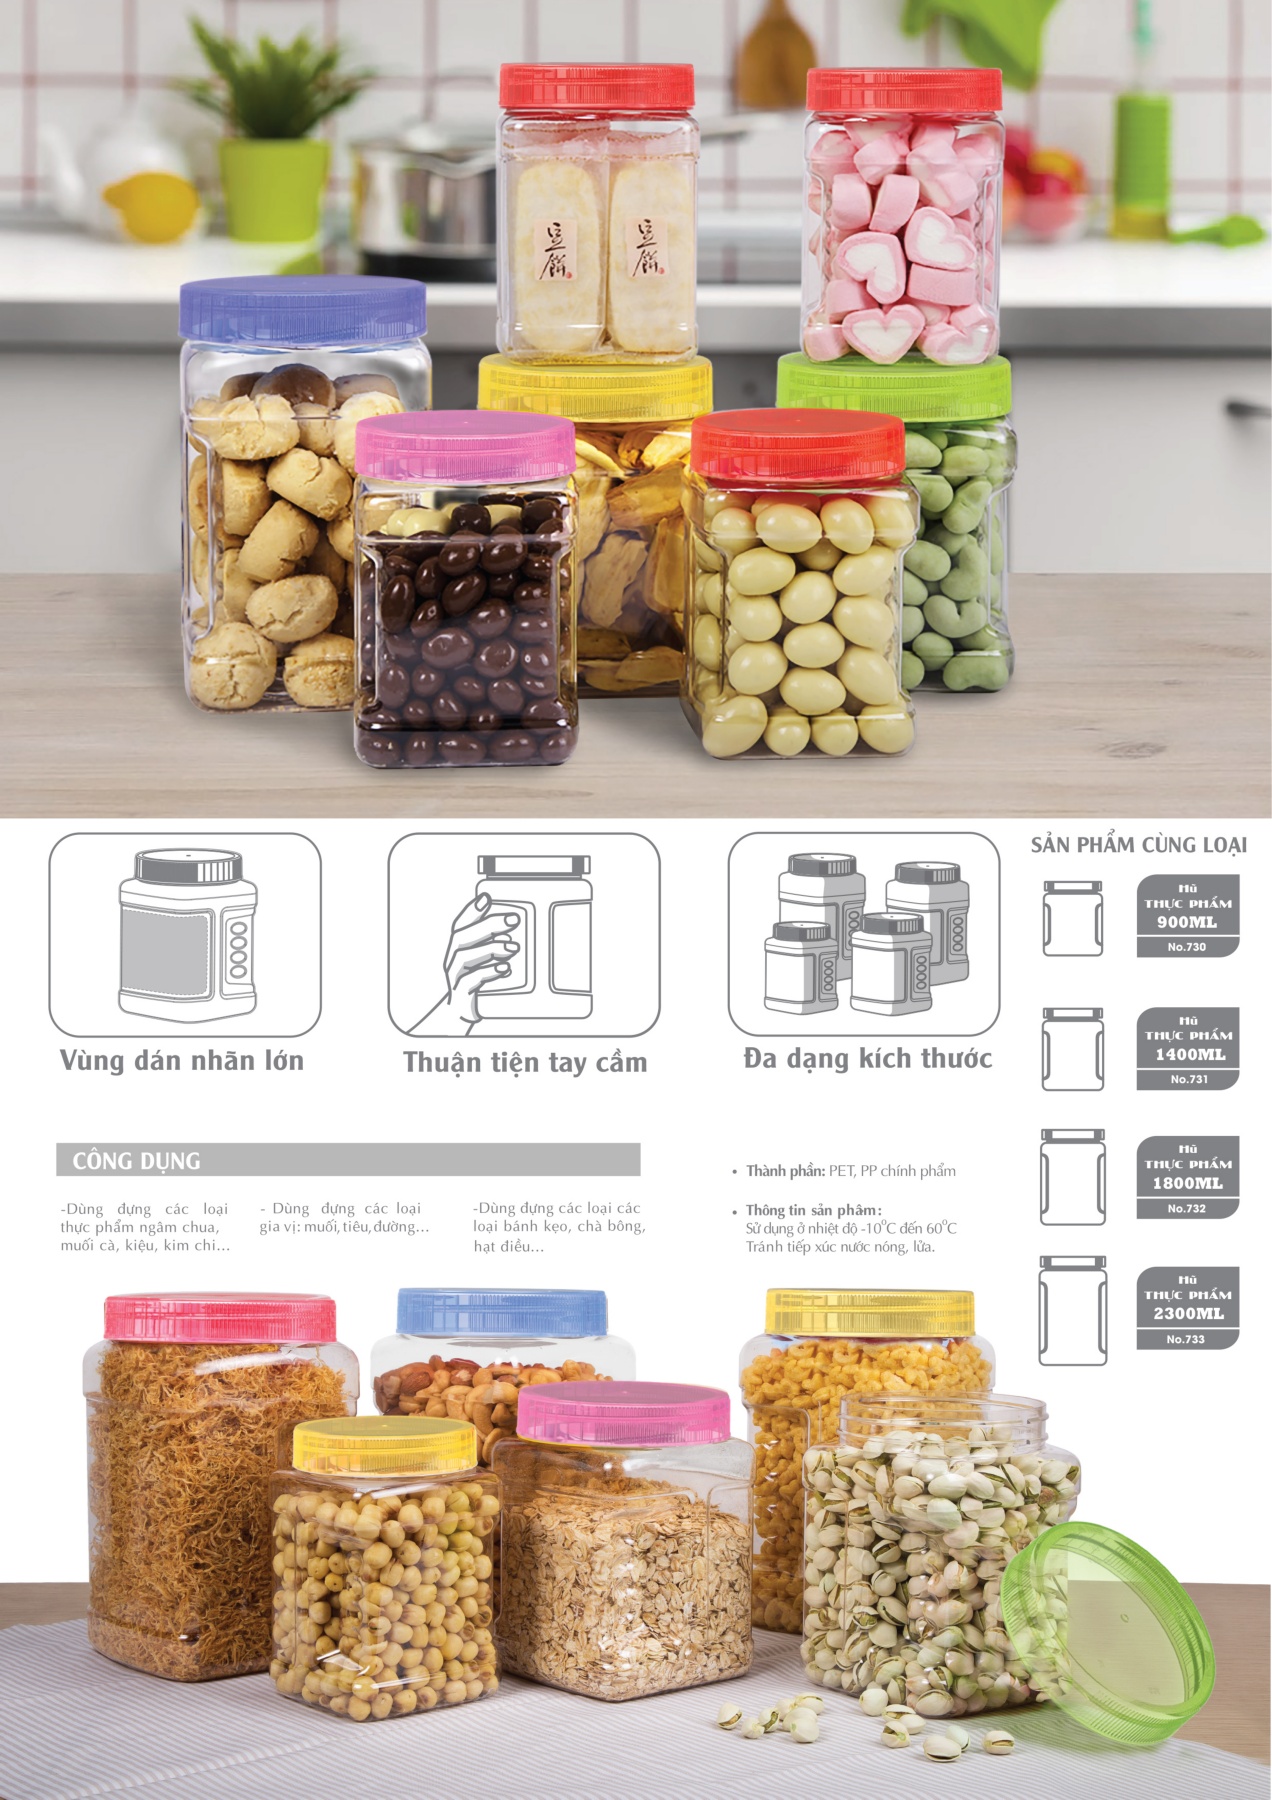 豆餅
豆餅
SẢN PHẨM CÙNG LOẠI
Hũ
THỰC PHẨM
900ML
No.730
Hũ
THỰC PHẨM
1400ML
No.731
Hũ
THỰC PHẨM
1800ML
No.732
Hũ
THỰC PHẨM
2300ML
No.733
Vùng dán nhãn lớn
Thuận tiện tay cầm
Đa dạng kích thước
CÔNG DỤNG
-Dùng đựng các loại
thực phẩm ngâm chua,
muối cà, kiệu, kim chi...
- Dùng đựng các loại
gia vị: muối, tiêu, đường...
-Dùng đựng các loại các
loại bánh kẹo, chà bông,
hạt điều...
• Thành phần: PET, PP chính phẩm
• Thông tin sản phâm:
Sử dụng ở nhiệt độ -10°C đến 60°C
Tránh tiếp xúc nước nóng, lửa.